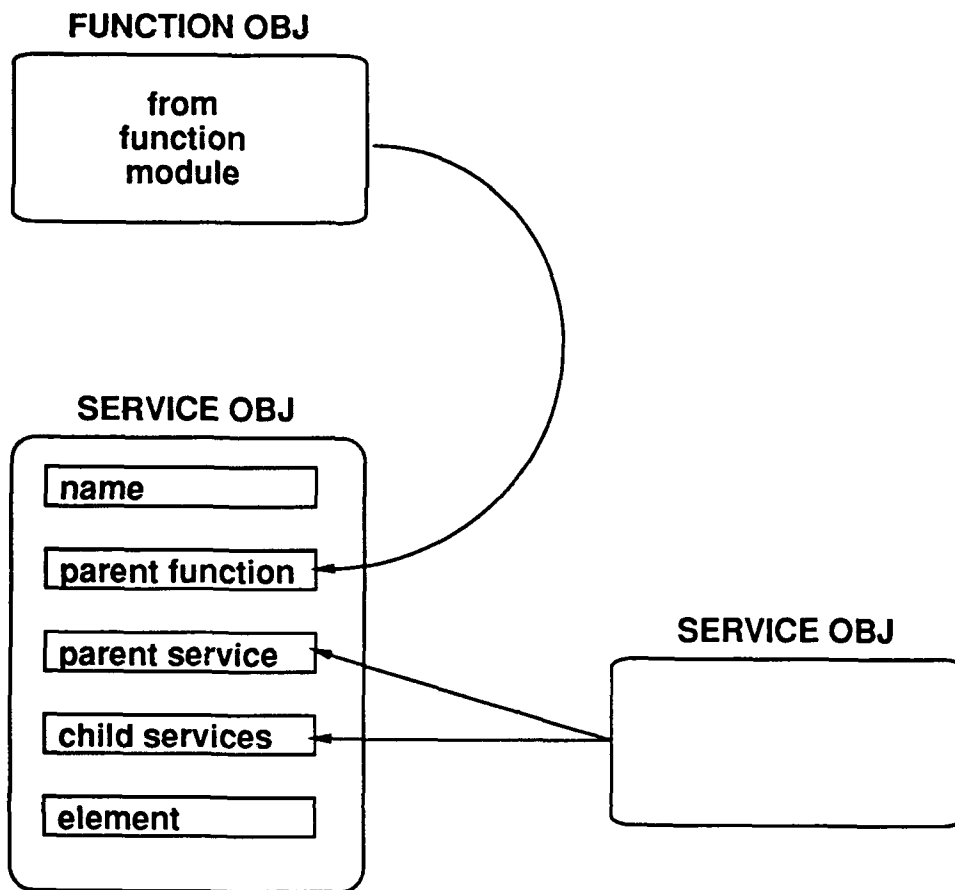 FUNCTION OBJ
from
function
module
SERVICE OBJ
name
parent function
parent service
child services
element
SERVICE OBJ